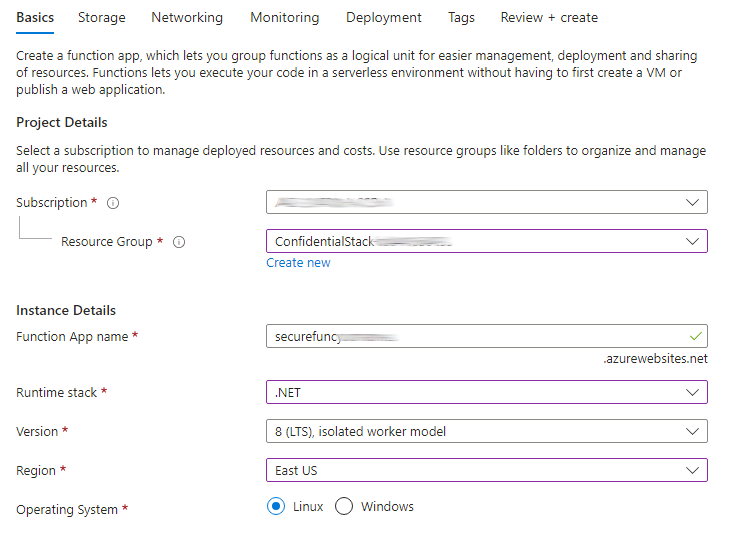 Basics Storage Networking Monitoring Deployment Tags Review + create
Create a function app, which lets you group functions as a logical unit for easier management, deployment and sharing
of resources. Functions lets you execute your code in a serverless environment without having to first create a VM or
publish a web application.
Project Details
Select a subscription to manage deployed resources and costs. Use resource groups like folders to organize and manage
all your resources.
Subscription *
Resource Group * ConfidentialStack
Create new
Instance Details
Function App name * securefunc
.azurewebsites.net
Runtime stack * .NET
Version * 8 (LTS), isolated worker model
Region * East US
Operating System * Linux Windows